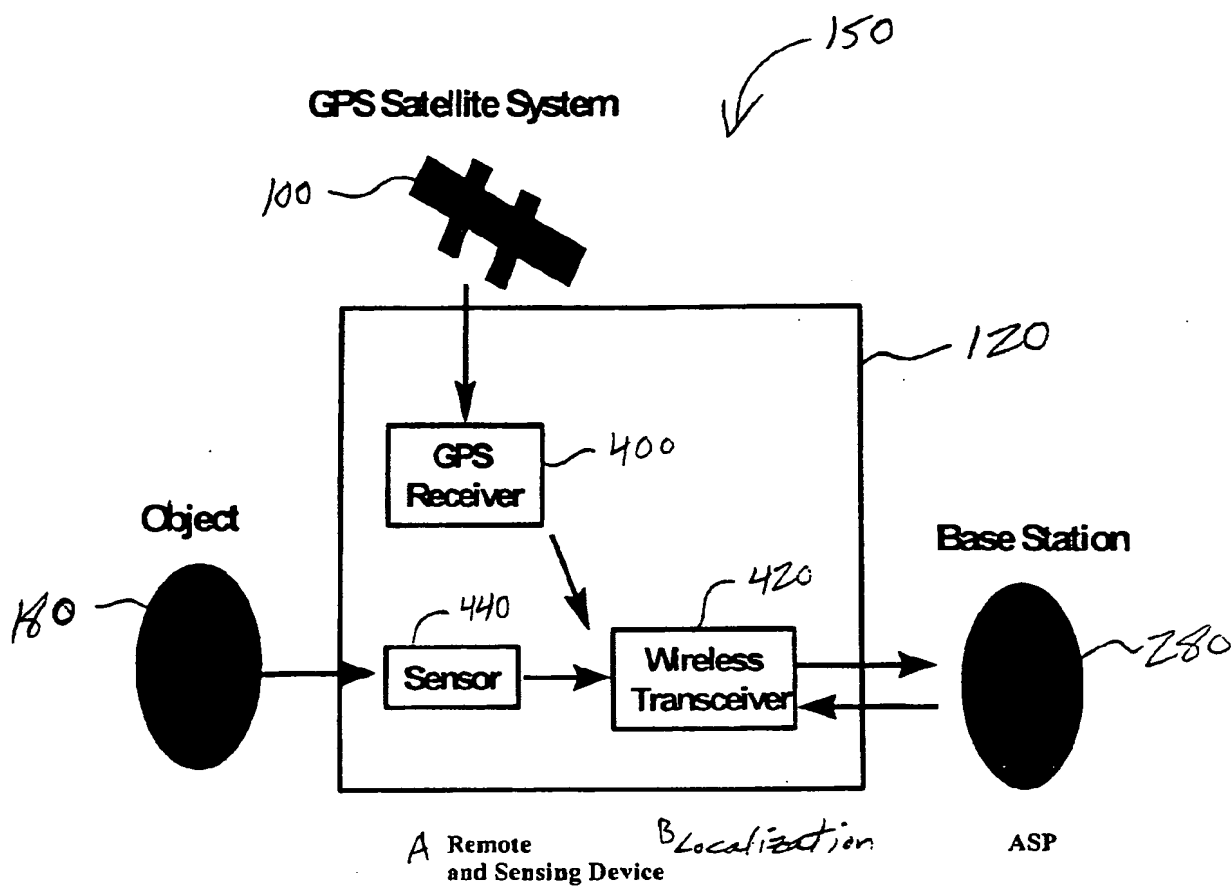 150
GPS Satellite System
100
120
GPS
Receiver
400
Object
Base Station
180
440
420
Sensor
Wireless
Transceiver
280
A Remote
and Sensing Device
B Localization
ASP